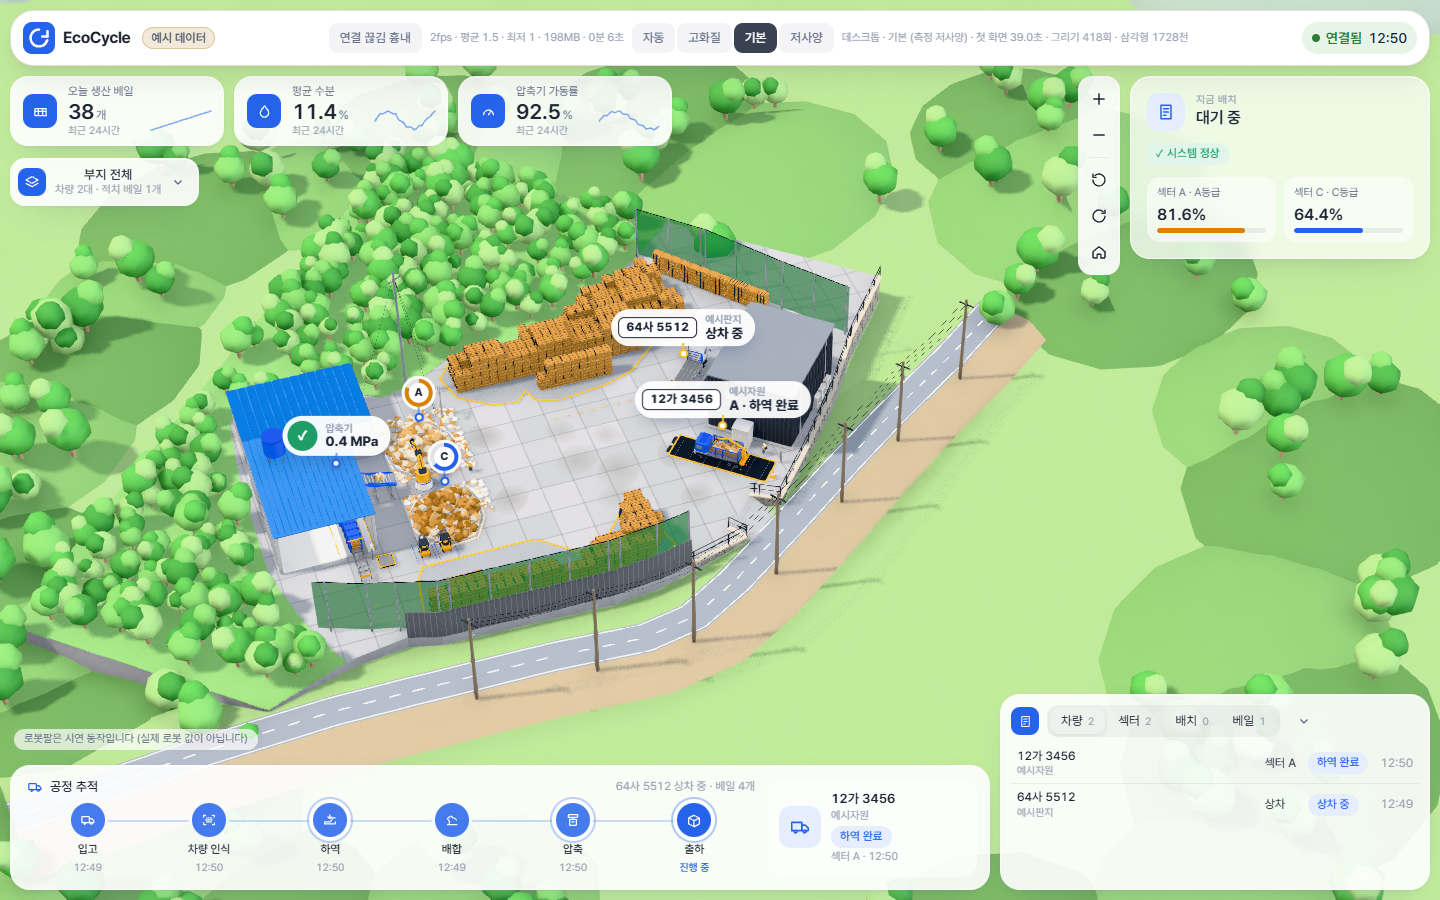 EcoCycle 예시 데이터 연결 끊김 흉내 2fps · 평균 1.5 · 최저 1 · 198MB · 0분 6초 자동 고화질 기본 저사양 데스크톱 · 기본 (측정 저사양) · 첫 화면 39.0초 · 그리기 418회 · 삼각형 1728천 연결됨 12:50
오늘 생산 베일
38개
최근 24시간
평균 수분
11.4%
최근 24시간
압축기 가동률
92.5%
최근 24시간
부지 전체
차량 2대 · 적치 베일 1개
지금 배치
대기 중
✓ 시스템 정상
섹터 A · A등급
81.6%
섹터 C · C등급
64.4%
64사 5512
예시판지
상차 중
12가 3456
예시자원
A · 하역 완료
A
압축기
0.4 MPa
C
로봇팔은 시연 동작입니다 (실제 로봇 값이 아닙니다)
공정 추적
64사 5512 상차 중 · 베일 4개
입고
12:49
차량 인식
12:50
하역
12:50
배합
12:49
압축
12:50
출하
진행 중
12가 3456
예시자원
하역 완료
섹터 A · 12:50
차량 2 섹터 2 배치 0 베일 1
12가 3456
예시자원
섹터 A 하역 완료 12:50
64사 5512
예시판지
상차 상차 중 12:49